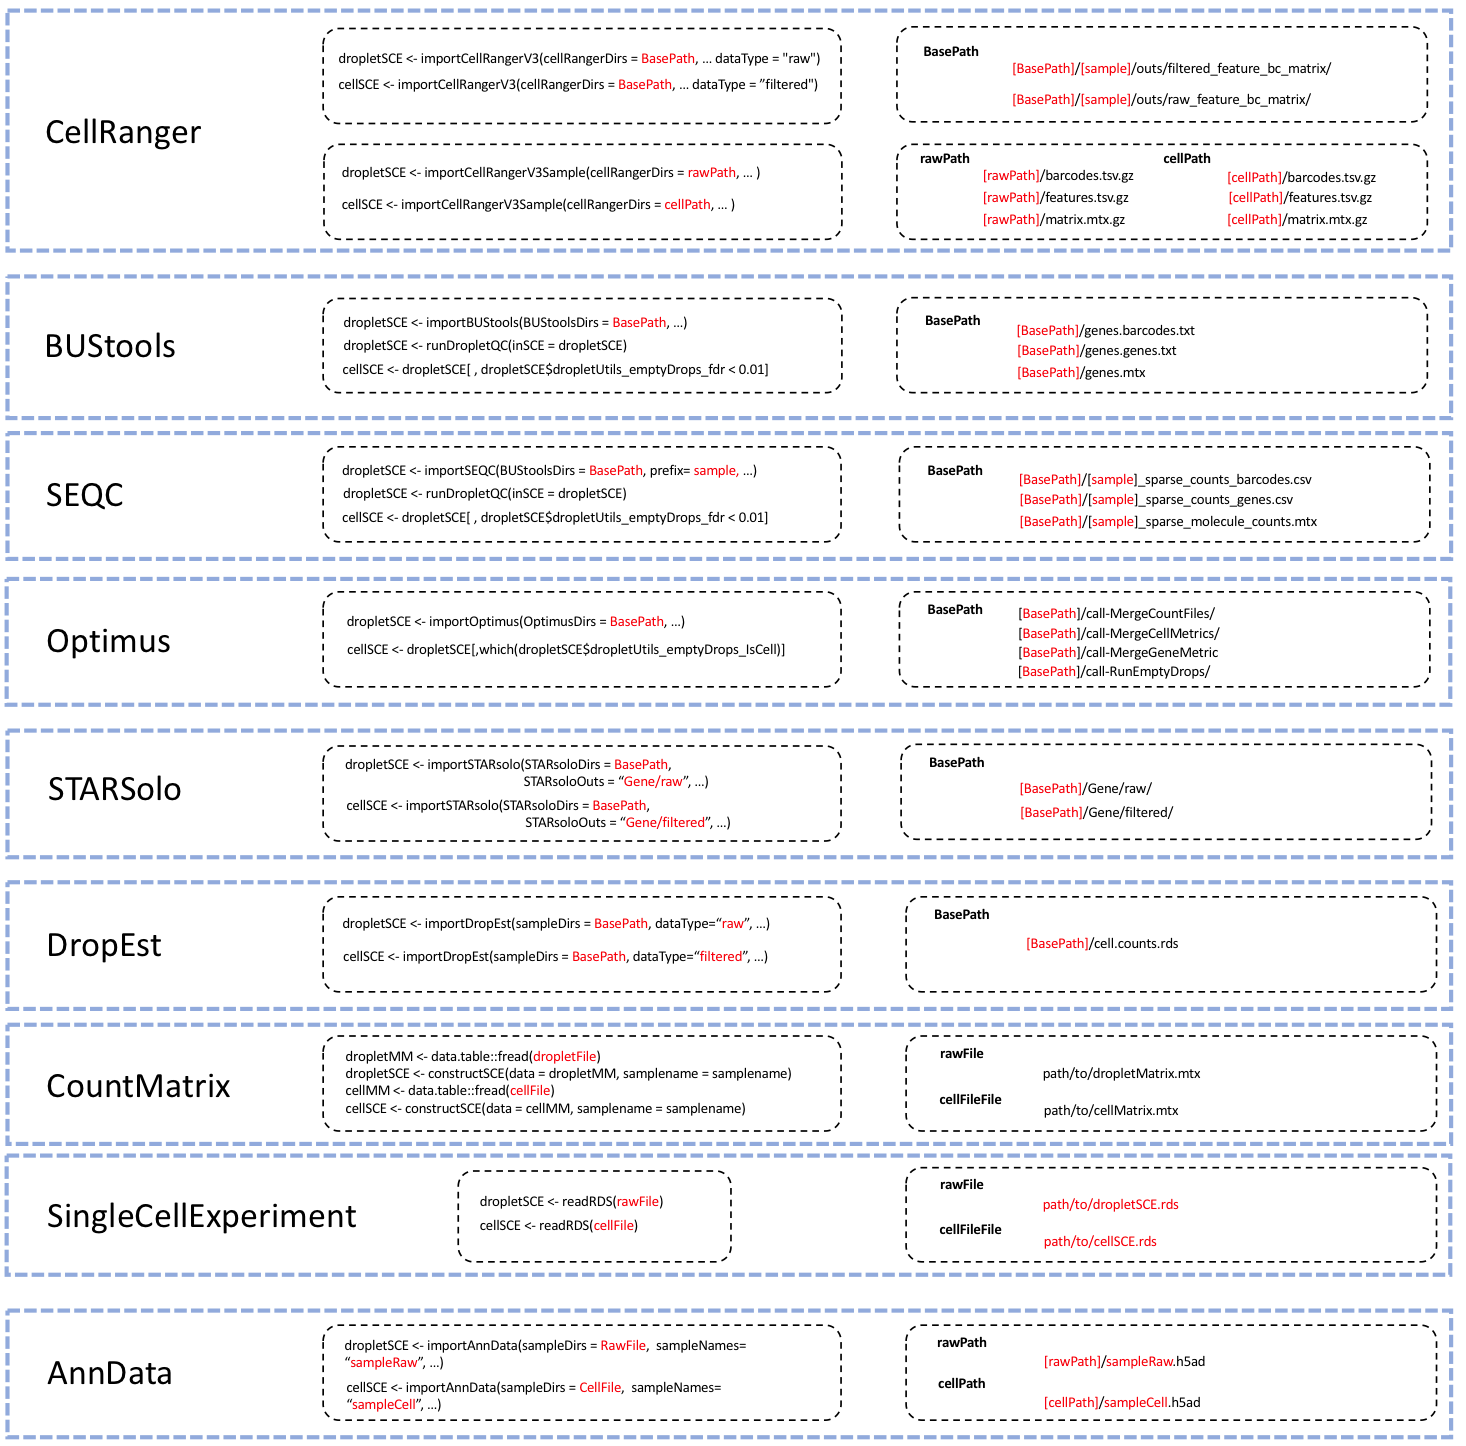 CellRanger
dropletSCE <- importCellRangerV3(cellRangerDirs = BasePath, ... dataType = "raw")
cellSCE <- importCellRangerV3(cellRangerDirs = BasePath, ... dataType = ”filtered")
BasePath
[BasePath]/[sample]/outs/filtered_feature_bc_matrix/
[BasePath]/[sample]/outs/raw_feature_bc_matrix/
dropletSCE <- importCellRangerV3Sample(cellRangerDirs = rawPath, ... )
cellSCE <- importCellRangerV3Sample(cellRangerDirs = cellPath, ... )
rawPath
[rawPath]/barcodes.tsv.gz
[rawPath]/features.tsv.gz
[rawPath]/matrix.mtx.gz
cellPath
[cellPath]/barcodes.tsv.gz
[cellPath]/features.tsv.gz
[cellPath]/matrix.mtx.gz
BUStools
dropletSCE <- importBUStools(BUStoolsDirs = BasePath, ...)
dropletSCE <- runDropletQC(inSCE = dropletSCE)
cellSCE <- dropletSCE[ , dropletSCE$dropletUtils_emptyDrops_fdr < 0.01]
BasePath
[BasePath]/genes.barcodes.txt
[BasePath]/genes.genes.txt
[BasePath]/genes.mtx
SEQC
dropletSCE <- importSEQC(BUStoolsDirs = BasePath, prefix= sample, ...)
dropletSCE <- runDropletQC(inSCE = dropletSCE)
cellSCE <- dropletSCE[ , dropletSCE$dropletUtils_emptyDrops_fdr < 0.01]
BasePath
[BasePath]/[sample]_sparse_counts_barcodes.csv
[BasePath]/[sample]_sparse_counts_genes.csv
[BasePath]/[sample]_sparse_molecule_counts.mtx
Optimus
dropletSCE <- importOptimus(OptimusDirs = BasePath, ...)
cellSCE <- dropletSCE[,which(dropletSCE$dropletUtils_emptyDrops_IsCell)]
BasePath
[BasePath]/call-MergeCountFiles/
[BasePath]/call-MergeCellMetrics/
[BasePath]/call-MergeGeneMetric
[BasePath]/call-RunEmptyDrops/
STARSolo
dropletSCE <- importSTARsolo(STARsoloDirs = BasePath,
STARsoloOuts = “Gene/raw”, ...)
cellSCE <- importSTARsolo(STARsoloDirs = BasePath,
STARsoloOuts = “Gene/filtered”, ...)
BasePath
[BasePath]/Gene/raw/
[BasePath]/Gene/filtered/
DropEst
dropletSCE <- importDropEst(sampleDirs = BasePath, dataType=“raw”, ...)
cellSCE <- importDropEst(sampleDirs = BasePath, dataType=“filtered”, ...)
BasePath
[BasePath]/cell.counts.rds
CountMatrix
dropletMM <- data.table::fread(dropletFile)
dropletSCE <- constructSCE(data = dropletMM, samplename = samplename)
cellMM <- data.table::fread(cellFile)
cellSCE <- constructSCE(data = cellMM, samplename = samplename)
rawFile
path/to/dropletMatrix.mtx
cellFileFile
path/to/cellMatrix.mtx
SingleCellExperiment
dropletSCE <- readRDS(rawFile)
cellSCE <- readRDS(cellFile)
rawFile
path/to/dropletSCE.rds
cellFileFile
path/to/cellSCE.rds
AnnData
dropletSCE <- importAnnData(sampleDirs = RawFile, sampleNames=
“sampleRaw”, ...)
cellSCE <- importAnnData(sampleDirs = CellFile, sampleNames=
“sampleCell”, ...)
rawPath
[rawPath]/sampleRaw.h5ad
cellPath
[cellPath]/sampleCell.h5ad